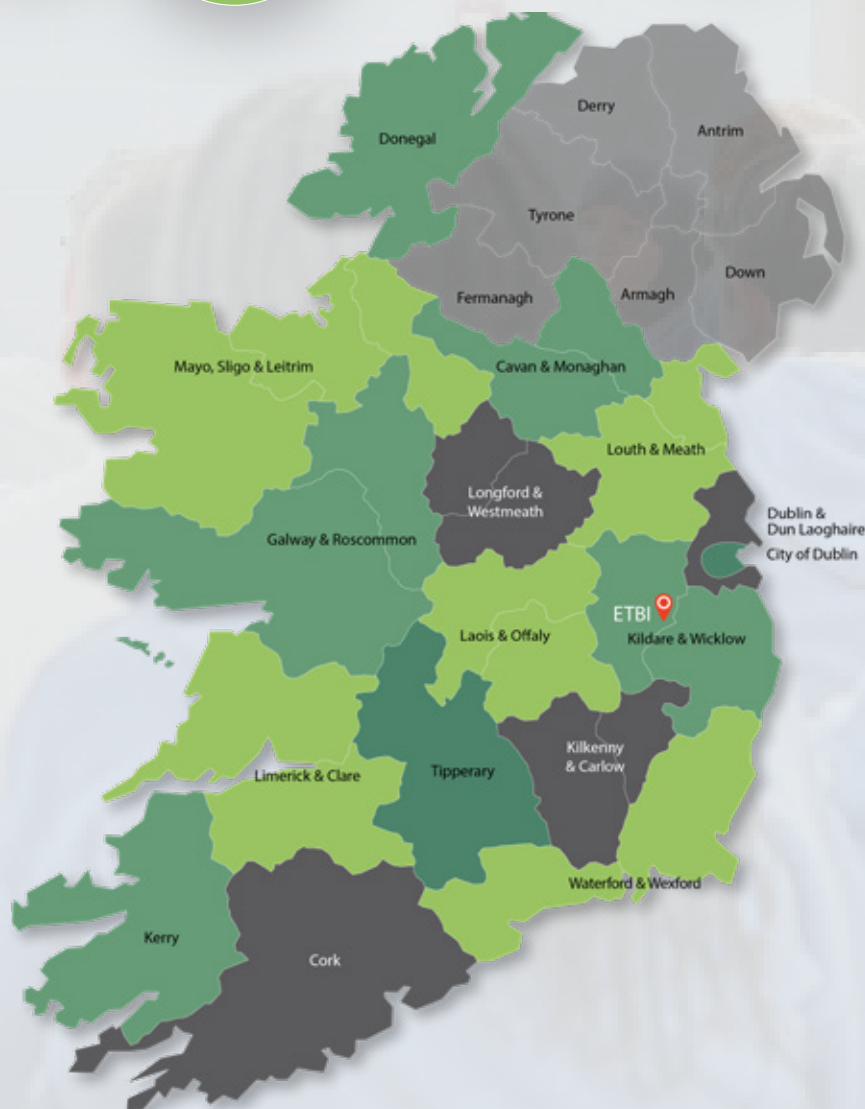 Derry
Antrim
Donegal
Tyrone
Down
Fermanagh
Armagh
Mayo, Sligo & Leitrim
Cavan & Monaghan
Louth & Meath
Longford &
Westmeath
Dublin &
Dun Laoghaire
City of Dublin
Galway & Roscommon
ETBI
Kildare & Wicklow
Laois & Offaly
Kilkenny
& Carlow
Limerick & Clare
Tipperary
Waterford & Wexford
Kerry
Cork